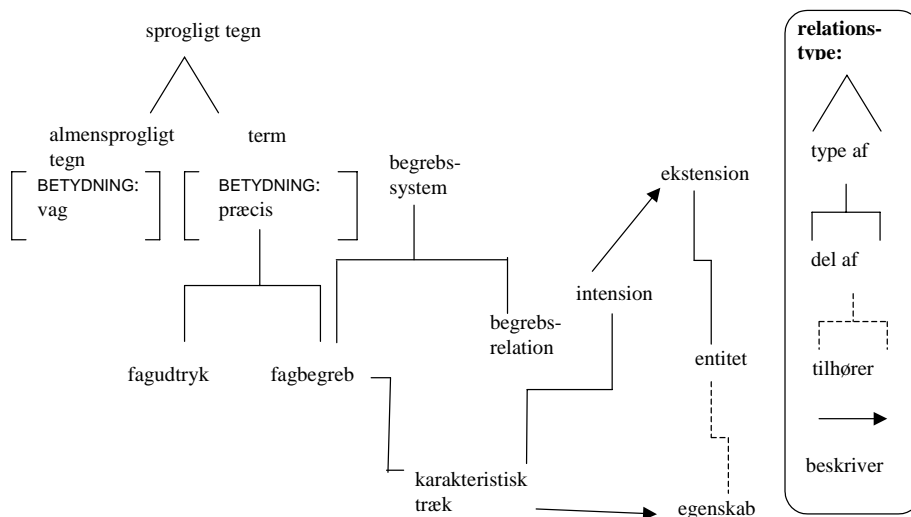 sprogligt tegn
almensprogligt
tegn
BETYDNING:
vag
term
BETYDNING:
præcis
begrebs-
system
ekstension
intension
begrebs-
relation
fagudtryk
fagbegreb
entitet
karakteristisk
træk
egenskab
relations-
type:
type af
del af
tilhører
beskriver